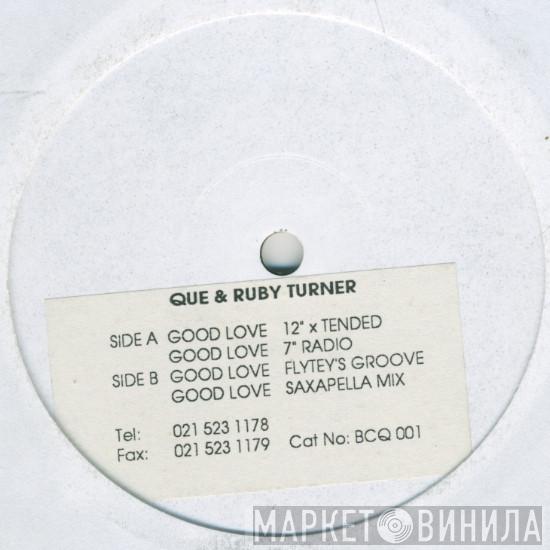 QUE & RUBY TURNER
SIDE A GOOD LOVE 12" x TENDED
GOOD LOVE 7" RADIO
SIDE B GOOD LOVE FLYTEY'S GROOVE
GOOD LOVE SAXAPELLA MIX
Tel: 021 523 1178
Fax: 021 523 1179 Cat No: BCQ 001
МАРКЕТ ВИНИЛА